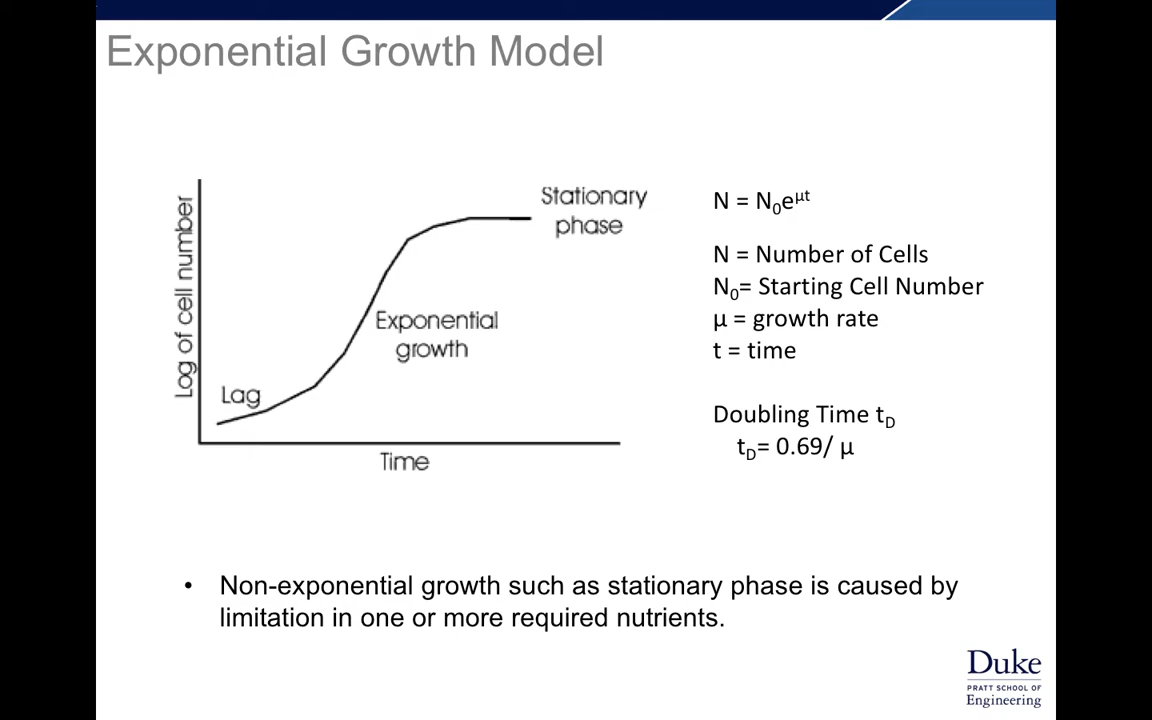 Exponential Growth Model
Log of cell number
Lag
Exponential
growth
Stationary
phase
Time
N = N₀e^μt
N = Number of Cells
N₀= Starting Cell Number
μ = growth rate
t = time
Doubling Time t_D
t_D= 0.69/ μ
• Non-exponential growth such as stationary phase is caused by
limitation in one or more required nutrients.
Duke
PRATT SCHOOL OF
Engineering